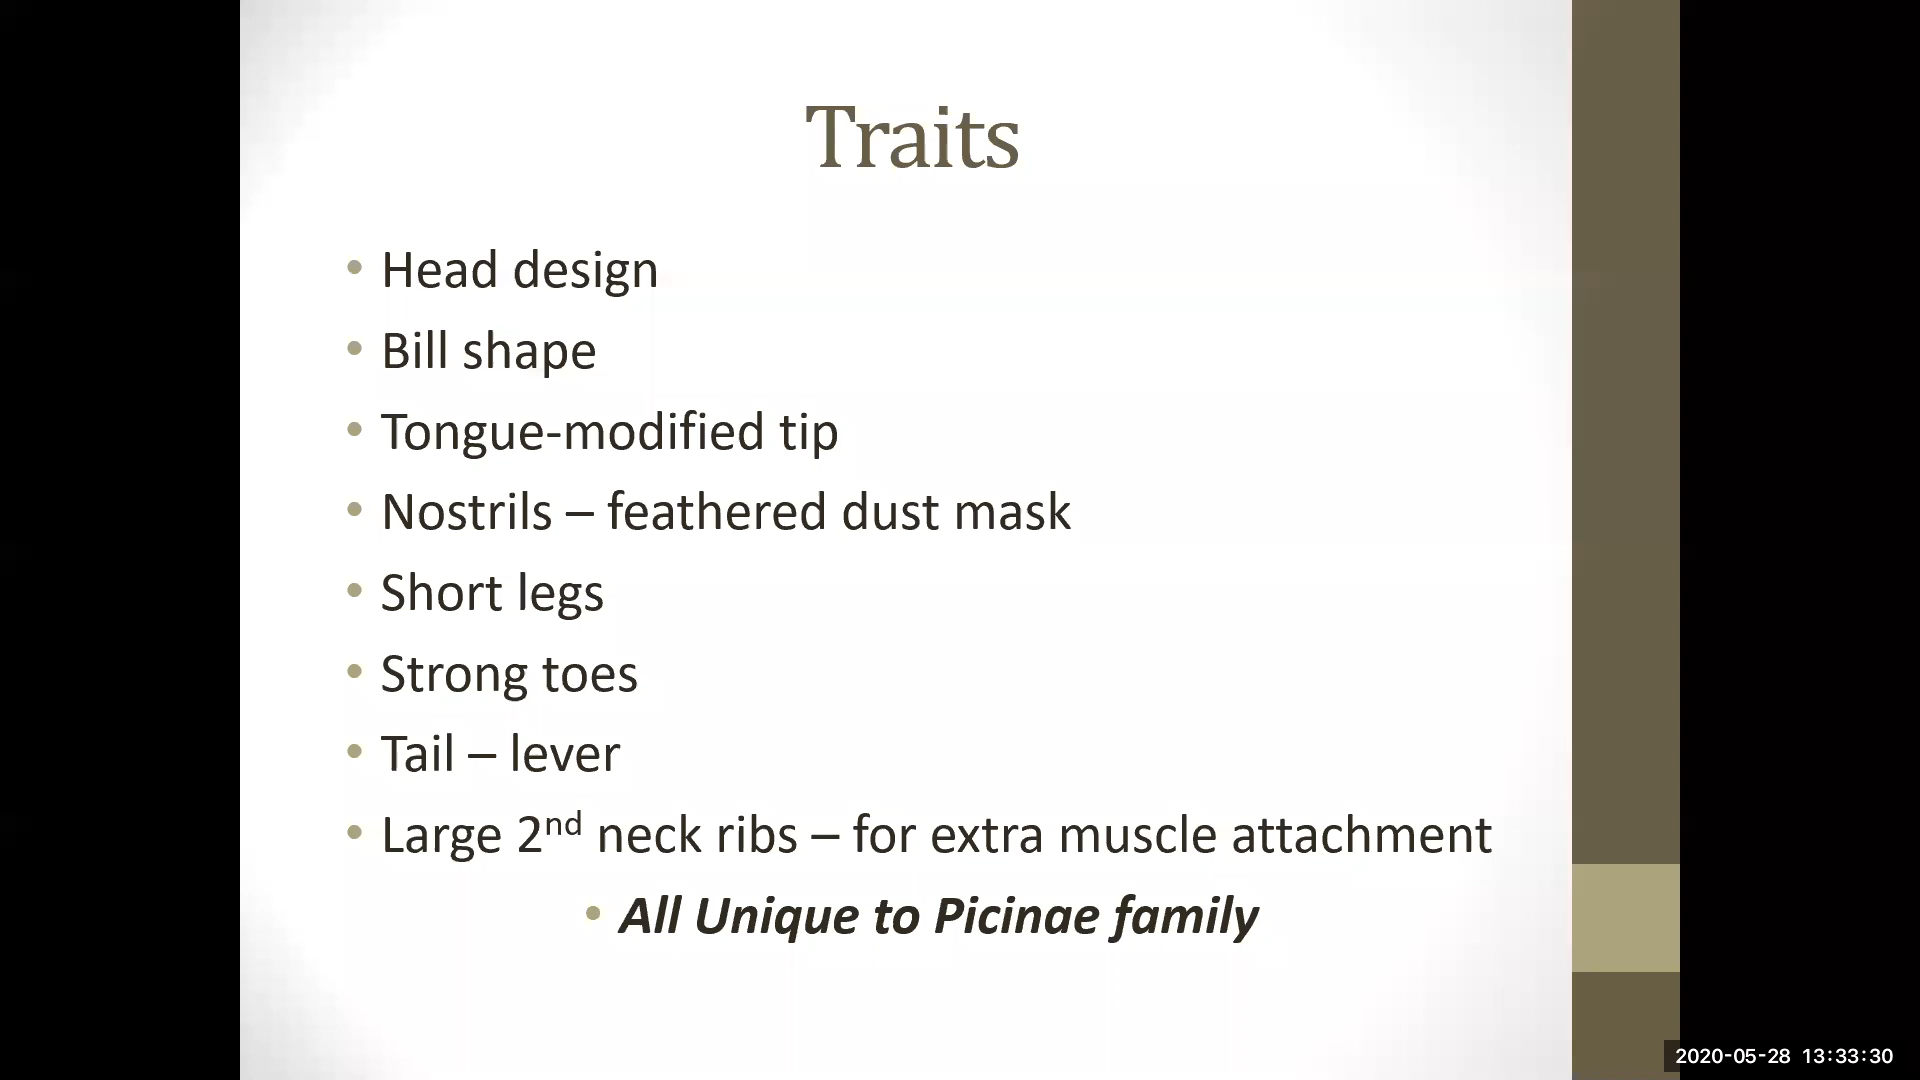 Traits
• Head design
• Bill shape
• Tongue-modified tip
• Nostrils – feathered dust mask
• Short legs
• Strong toes
• Tail – lever
• Large 2nd neck ribs – for extra muscle attachment
• All Unique to Picinae family
2020-05-28 13:33:30